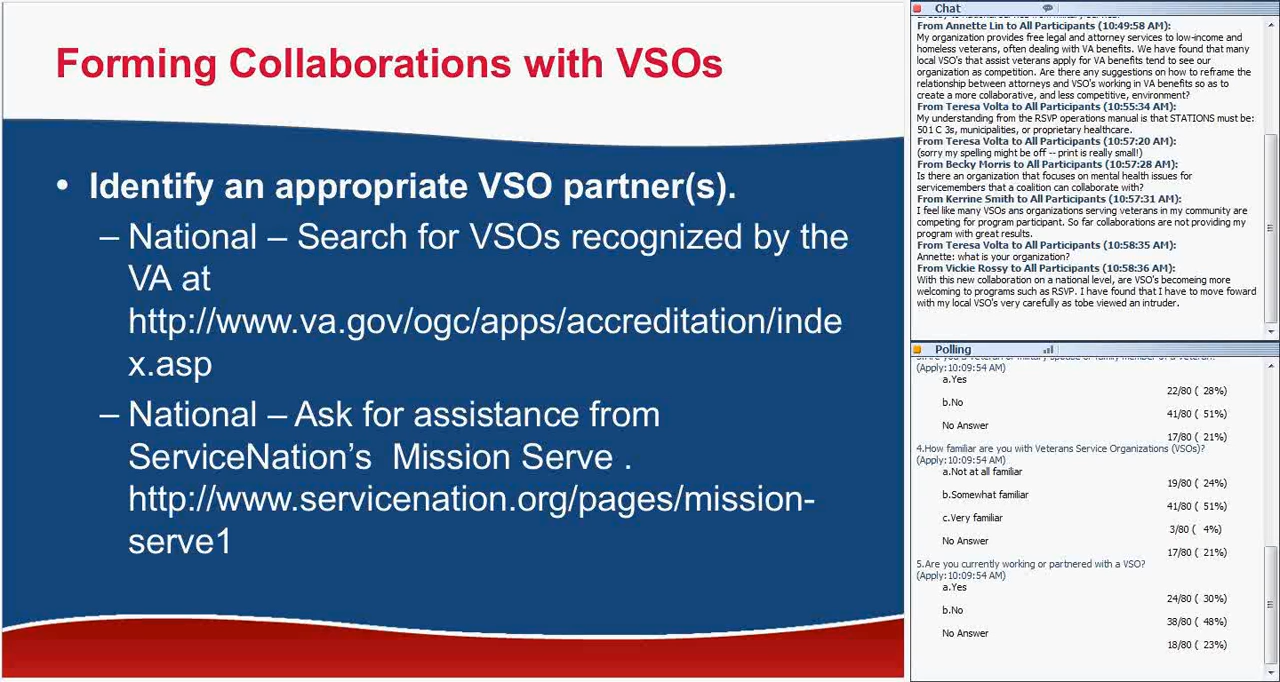 Forming Collaborations with VSOs
• Identify an appropriate VSO partner(s).
– National – Search for VSOs recognized by the
VA at
http://www.va.gov/ogc/apps/accreditation/inde
x.asp
– National – Ask for assistance from
ServiceNation's  Mission Serve .
http://www.servicenation.org/pages/mission-
serve1
Chat
From Annette Lin to All Participants (10:49:58 AM):
My organization provides free legal and attorney services to low-income and
homeless veterans, often dealing with VA benefits. We have found that many
local VSO's that assist veterans apply for VA benefits tend to see our
organization as competition. Are there any suggestions on how to reframe the
relationship between attorneys and VSO's working in VA benefits so as to
create a more collaborative, and less competitive, environment?
From Teresa Volta to All Participants (10:55:34 AM):
My understanding from the RSVP operations manual is that STATIONS must be:
501 C 3s, municipalities, or proprietary healthcare.
From Teresa Volta to All Participants (10:57:20 AM):
(sorry my spelling might be off -- print is really small!)
From Becky Morris to All Participants (10:57:28 AM):
Is there an organization that focuses on mental health issues for
servicemembers that a coalition can collaborate with?
From Kerrine Smith to All Participants (10:57:31 AM):
I feel like many VSOs ans organizations serving veterans in my community are
competing for program participant. So far collaborations are not providing my
program with great results.
From Teresa Volta to All Participants (10:58:35 AM):
Annette: what is your organization?
From Vickie Rossy to All Participants (10:58:36 AM):
With this new collaboration on a national level, are VSO's becomeing more
welcoming to programs such as RSVP. I have found that I have to move foward
with my local VSO's very carefully as tobe viewed an intruder.
Polling
(Apply:10:09:54 AM)
a.Yes
22/80 ( 28%)
b.No
41/80 ( 51%)
No Answer
17/80 ( 21%)
4.How familiar are you with Veterans Service Organizations (VSOs)?
(Apply:10:09:54 AM)
a.Not at all familiar
19/80 ( 24%)
b.Somewhat familiar
41/80 ( 51%)
c.Very familiar
3/80 ( 4%)
No Answer
17/80 ( 21%)
5.Are you currently working or partnered with a VSO?
(Apply:10:09:54 AM)
a.Yes
24/80 ( 30%)
b.No
38/80 ( 48%)
No Answer
18/80 ( 23%)